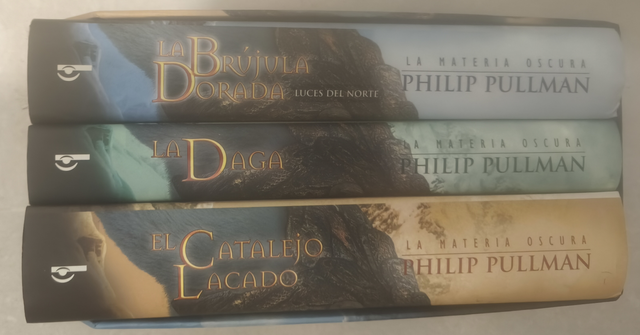 LA BRÚJULA
DORADA LUCES DEL NORTE
LA MATERIA OSCURA
PHILIP PULLMAN
LA DAGA
LA MATERIA OSCURA
PHILIP PULLMAN
EL CATALEJO
LACADO
LA MATERIA OSCURA
PHILIP PULLMAN